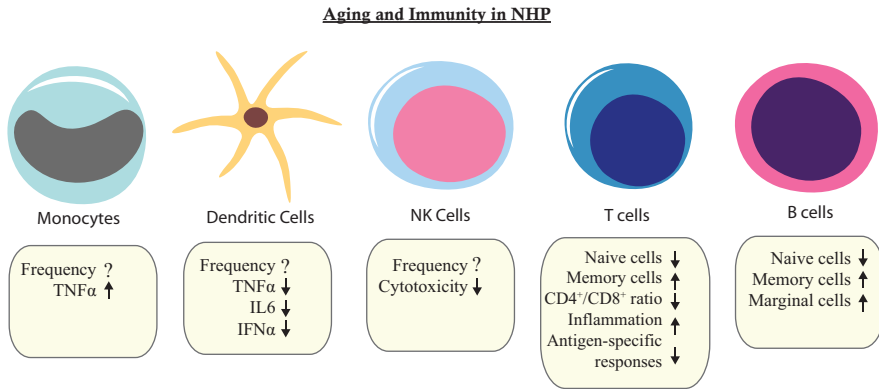 Aging and Immunity in NHP
Monocytes
Frequency ?
TNFα ↑
Dendritic Cells
Frequency ?
TNFα ↓
IL6 ↓
IFNα ↓
NK Cells
Frequency ?
Cytotoxicity ↓
T cells
Naive cells ↓
Memory cells ↑
CD4⁺/CD8⁺ ratio ↓
Inflammation ↑
Antigen-specific
responses ↓
B cells
Naive cells ↓
Memory cells ↑
Marginal cells ↑